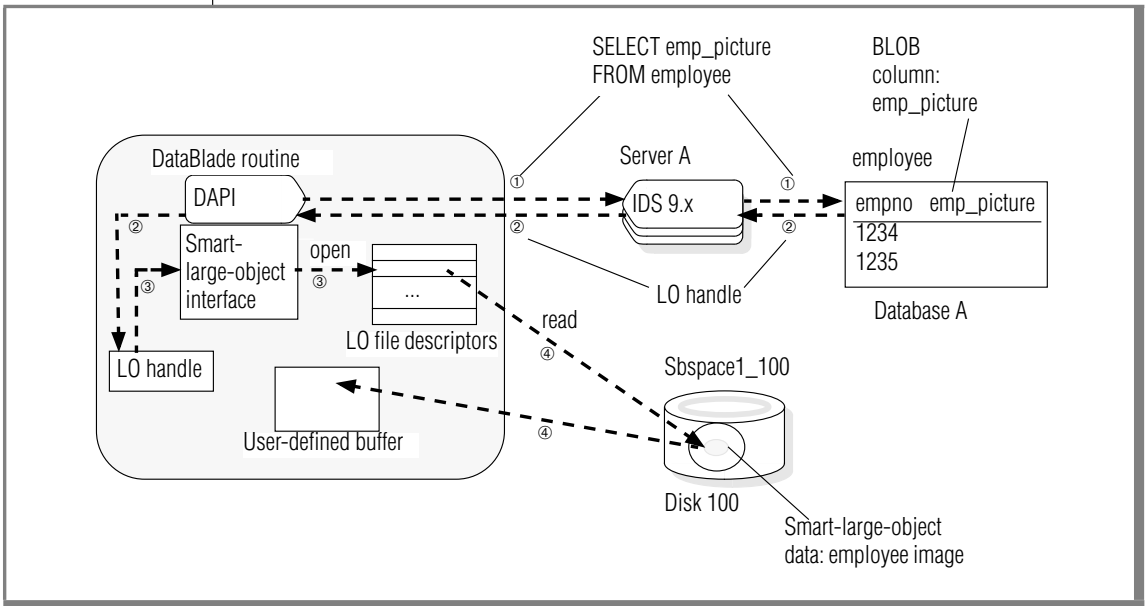 SELECT emp_picture
FROM employee
BLOB
column:
emp_picture
DataBlade routine
DAPI
Server A
IDS 9.x
employee
empno emp_picture
1234
1235
Database A
①
①
②
②
②
Smart-
large-object
interface
open
③
③
...
LO file descriptors
LO handle
LO handle
read
④
User-defined buffer
④
Sbspace1_100
Disk 100
Smart-large-object
data: employee image